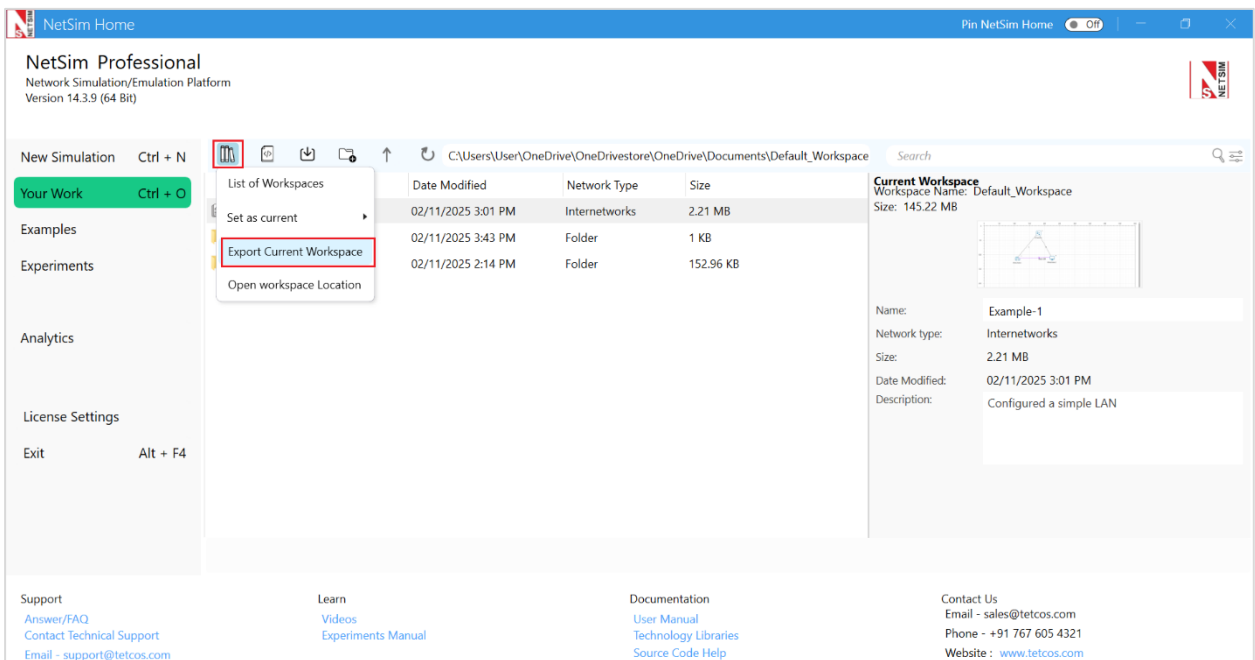 NETSIM
NetSim Home
Pin NetSim Home Off
NetSim Professional
Network Simulation/Emulation Platform
Version 14.3.9 (64 Bit)
NETSIM
New Simulation Ctrl + N
Your Work Ctrl + O
Examples
Experiments
Analytics
License Settings
Exit Alt + F4
C:\Users\User\OneDrive\OneDrivestore\OneDrive\Documents\Default_Workspace
Search
List of Workspaces
Set as current
Export Current Workspace
Open workspace Location
Date Modified Network Type Size
02/11/2025 3:01 PM Internetworks 2.21 MB
02/11/2025 3:43 PM Folder 1 KB
02/11/2025 2:14 PM Folder 152.96 KB
Current Workspace
Workspace Name: Default_Workspace
Size: 145.22 MB
Name: Example-1
Network type: Internetworks
Size: 2.21 MB
Date Modified: 02/11/2025 3:01 PM
Description: Configured a simple LAN
Support
Answer/FAQ
Contact Technical Support
Email - support@tetcos.com
Learn
Videos
Experiments Manual
Documentation
User Manual
Technology Libraries
Source Code Help
Contact Us
Email - sales@tetcos.com
Phone - +91 767 605 4321
Website : www.tetcos.com